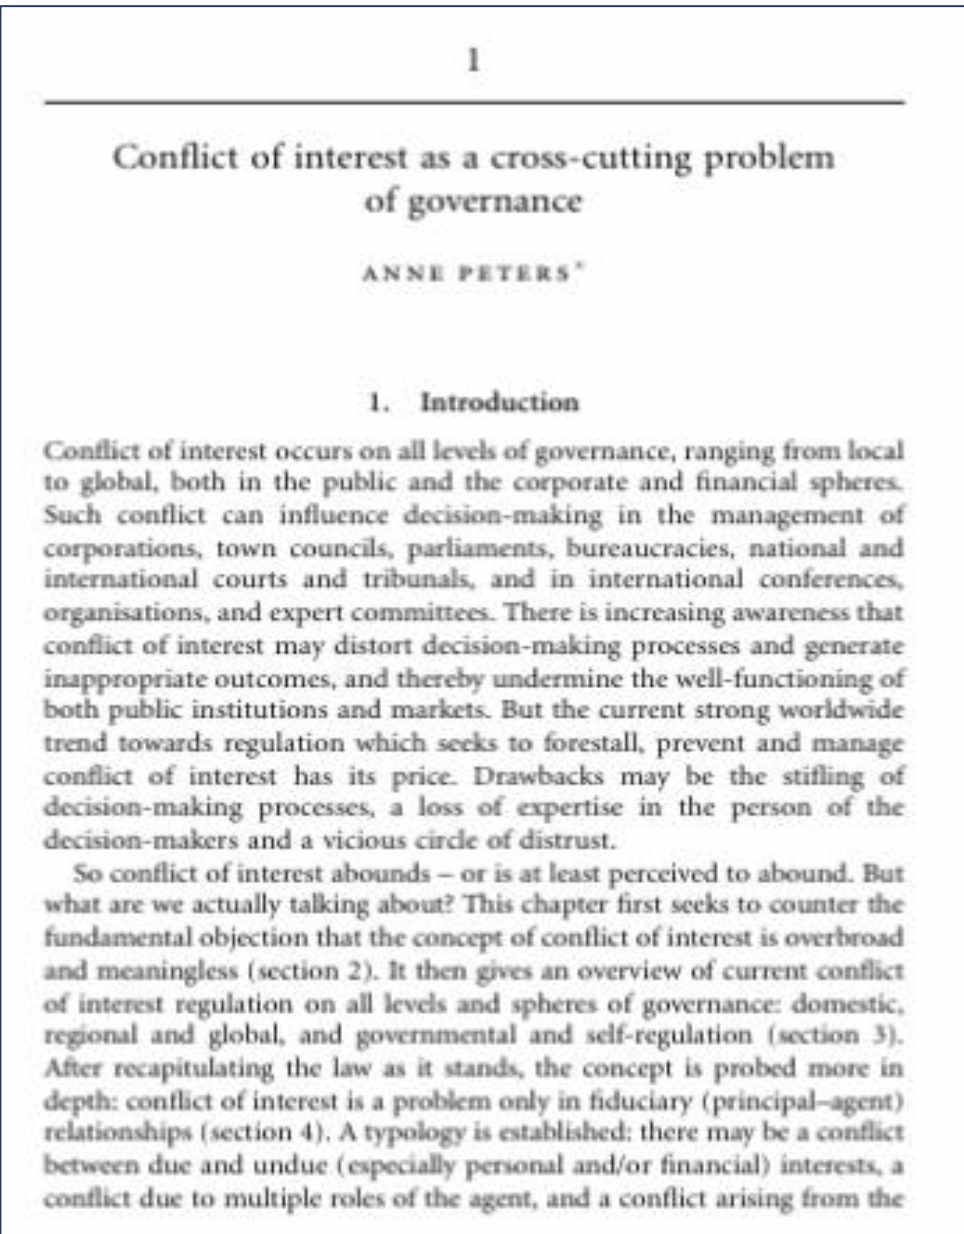 1
Conflict of interest as a cross-cutting problem
of governance
ANNE PETERS*
1. Introduction
Conflict of interest occurs on all levels of governance, ranging from local
to global, both in the public and the corporate and financial spheres.
Such conflict can influence decision-making in the management of
corporations, town councils, parliaments, bureaucracies, national and
international courts and tribunals, and in international conferences,
organisations, and expert committees. There is increasing awareness that
conflict of interest may distort decision-making processes and generate
inappropriate outcomes, and thereby undermine the well-functioning of
both public institutions and markets. But the current strong worldwide
trend towards regulation which seeks to forestall, prevent and manage
conflict of interest has its price. Drawbacks may be the stifling of
decision-making processes, a loss of expertise in the person of the
decision-makers and a vicious circle of distrust.
So conflict of interest abounds – or is at least perceived to abound. But
what are we actually talking about? This chapter first seeks to counter the
fundamental objection that the concept of conflict of interest is overbroad
and meaningless (section 2). It then gives an overview of current conflict
of interest regulation on all levels and spheres of governance: domestic,
regional and global, and governmental and self-regulation (section 3).
After recapitulating the law as it stands, the concept is probed more in
depth: conflict of interest is a problem only in fiduciary (principal–agent)
relationships (section 4). A typology is established: there may be a conflict
between due and undue (especially personal and/or financial) interests, a
conflict due to multiple roles of the agent, and a conflict arising from the